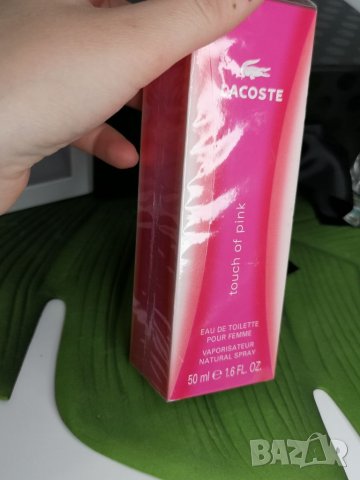 LACOSTE
touch of pink
EAU DE TOILETTE
POUR FEMME
VAPORISATEUR
NATURAL SPRAY
50 ml ℮ 1.6 FL. OZ.
BAZAR